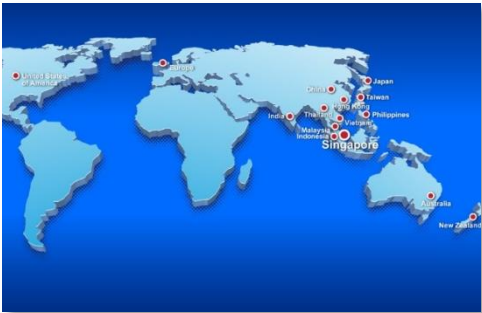 United States
of America
Europe
China
Japan
Taiwan
Hong Kong
India
Thailand
Philippines
Vietnam
Malaysia
Indonesia
Singapore
Australia
New Zealand